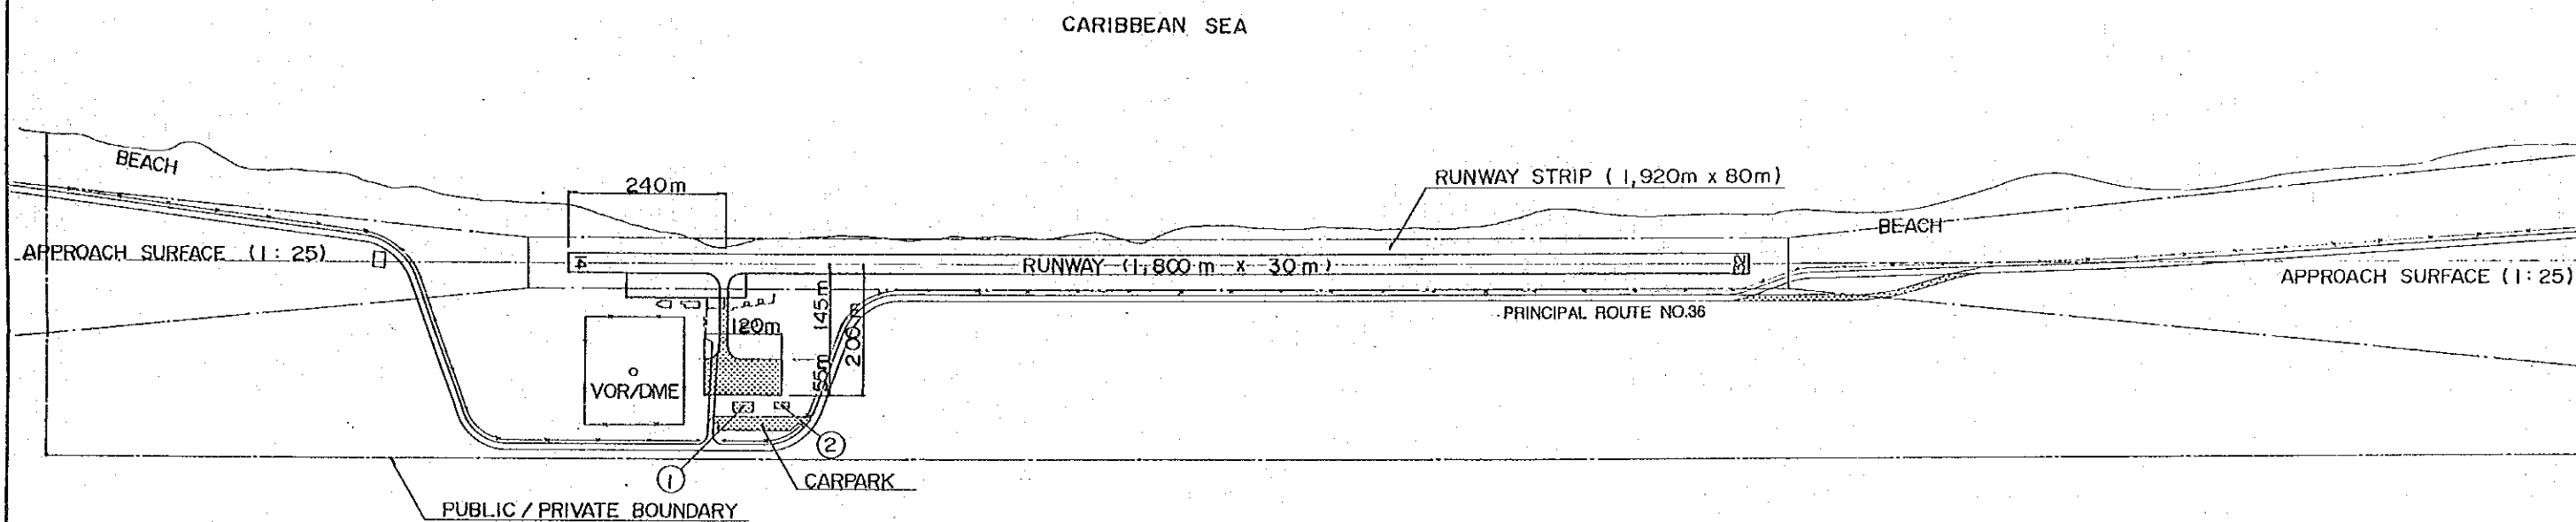 CARIBBEAN SEA
BEACH
240m
RUNWAY STRIP (1,920m x 80m)
BEACH
APPROACH SURFACE (1:25)
RUNWAY (1,800 m x 30 m)
APPROACH SURFACE (1:25)
145m
200m
120m
PRINCIPAL ROUTE NO.36
55m
VOR/DME
2
1
CARPARK
PUBLIC / PRIVATE BOUNDARY